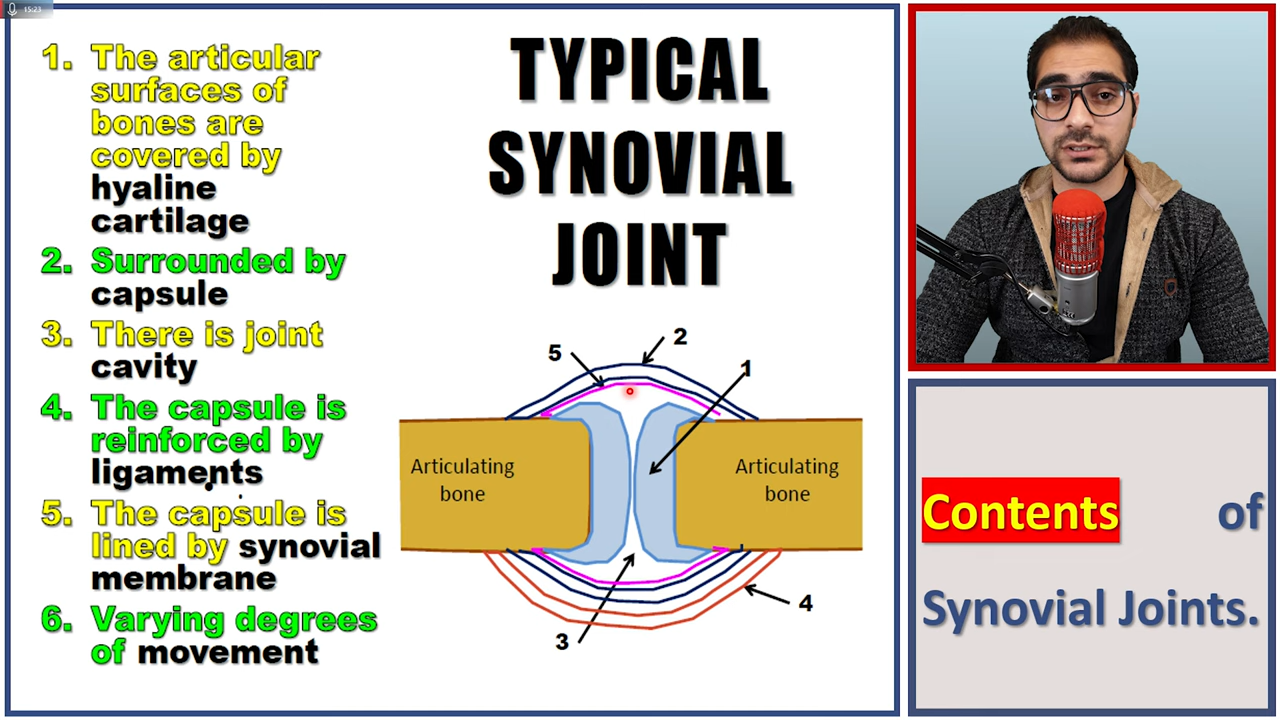 15:23
1. The articular
surfaces of
bones are
covered by
hyaline
cartilage
2. Surrounded by
capsule
3. There is joint
cavity
4. The capsule is
reinforced by
ligaments
5. The capsule is
lined by synovial
membrane
6. Varying degrees
of movement
TYPICAL
SYNOVIAL
JOINT
2
5
1
Articulating
bone
Articulating
bone
4
3
Contents of
Synovial Joints.